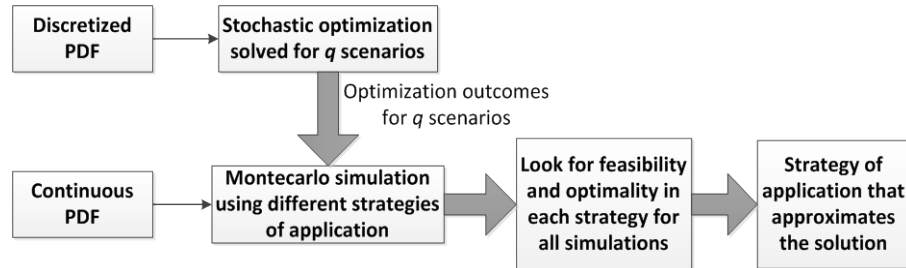 Discretized
PDF
Stochastic optimization
solved for q scenarios
Optimization outcomes
for q scenarios
Continuous
PDF
Montecarlo simulation
using different strategies
of application
Look for feasibility
and optimality in
each strategy for
all simulations
Strategy of
application that
approximates
the solution